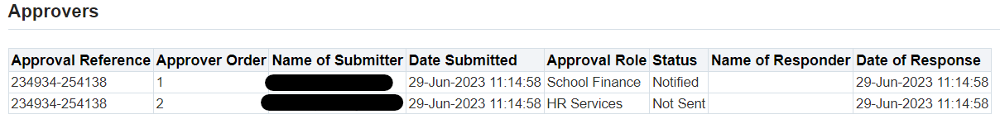 Approvers
Approval Reference Approver Order Name of Submitter Date Submitted Approval Role Status Name of Responder Date of Response
234934-254138 1 29-Jun-2023 11:14:58 School Finance Notified 29-Jun-2023 11:14:58
234934-254138 2 29-Jun-2023 11:14:58 HR Services Not Sent 29-Jun-2023 11:14:58